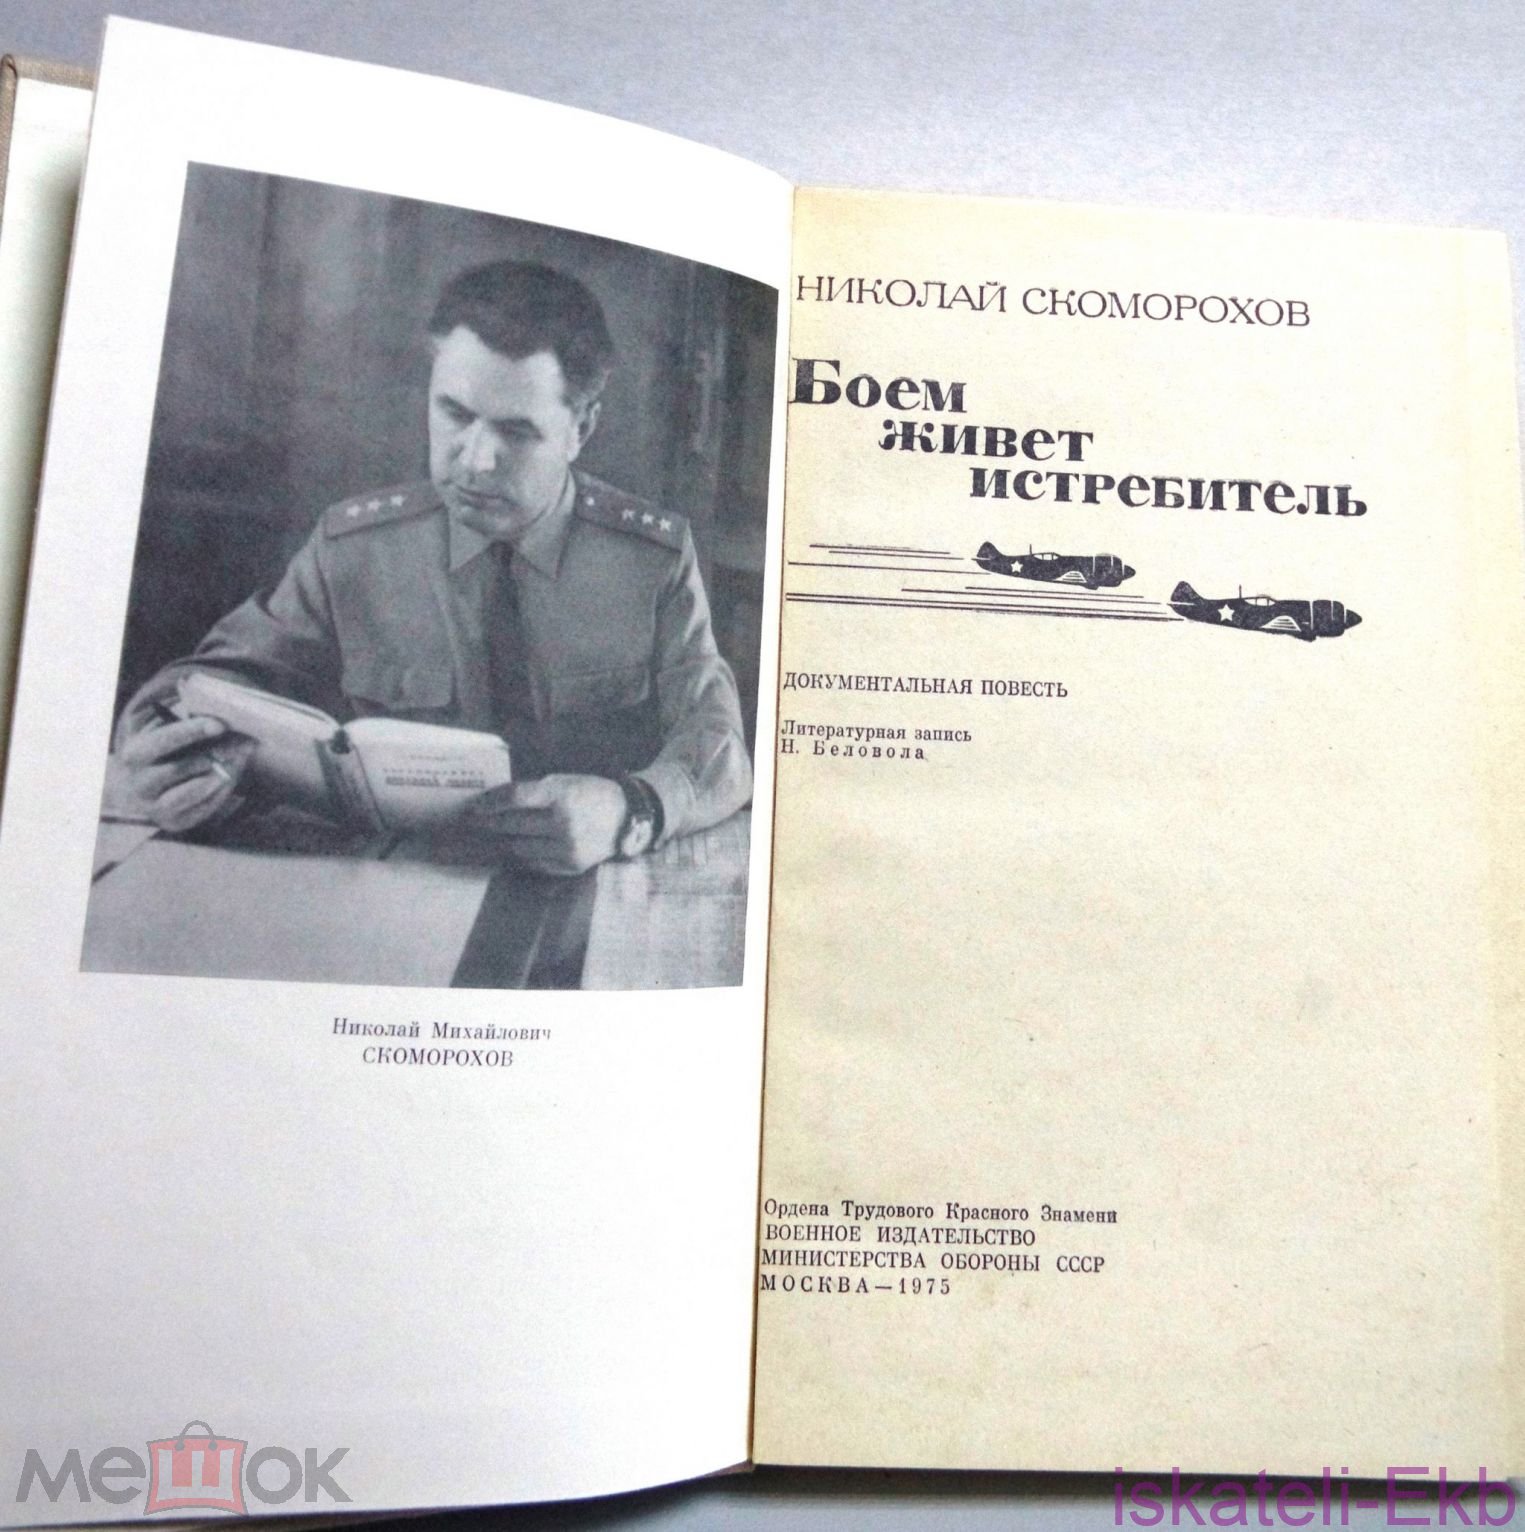 Николай Михайлович
СКОМОРОХОВ
НИКОЛАЙ СКОМОРОХОВ
Боем
живет
истребитель
ДОКУМЕНТАЛЬНАЯ ПОВЕСТЬ
Литературная запись
Н. Беловола
Ордена Трудового Красного Знамени
ВОЕННОЕ ИЗДАТЕЛЬСТВО
МИНИСТЕРСТВА ОБОРОНЫ СССР
МОСКВА—1975
мешок
iskateli-Ekb